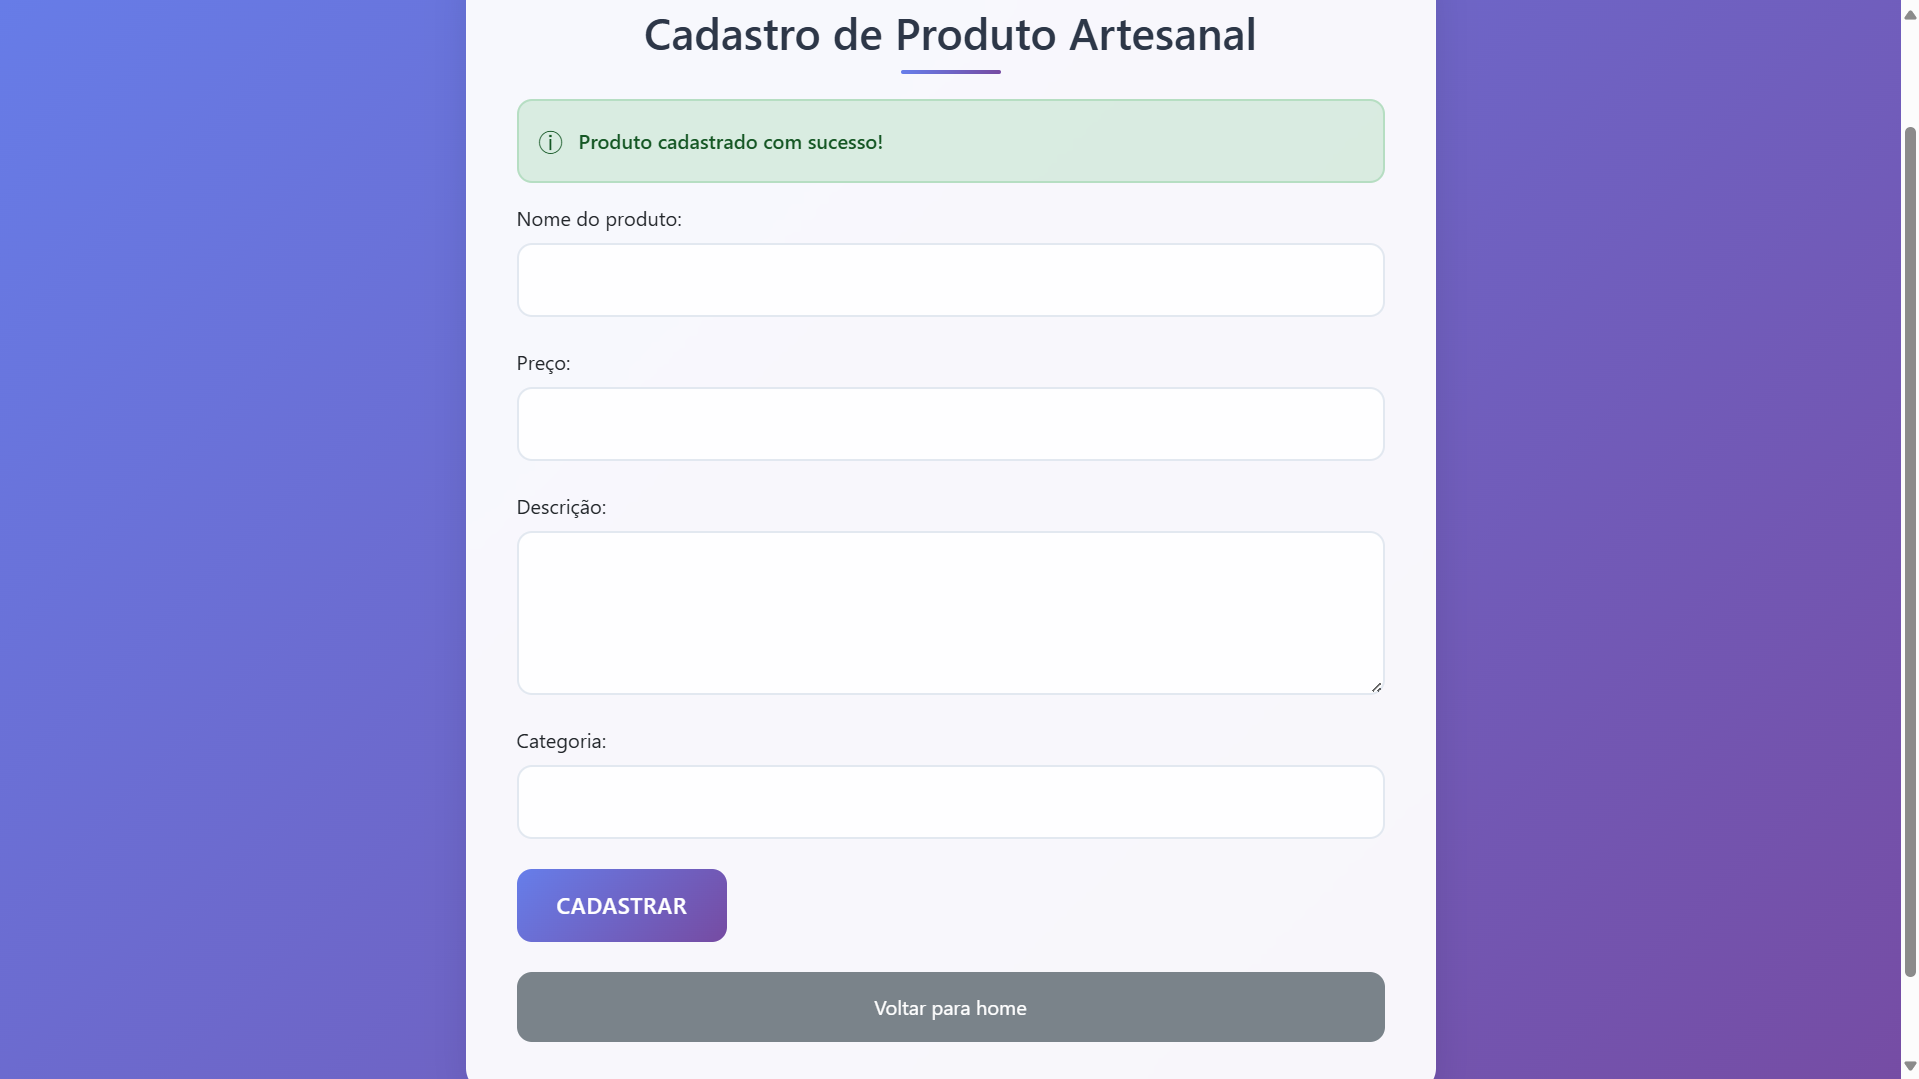 Cadastro de Produto Artesanal
Produto cadastrado com sucesso!
Nome do produto:
Preço:
Descrição:
Categoria:
CADASTRAR
Voltar para home